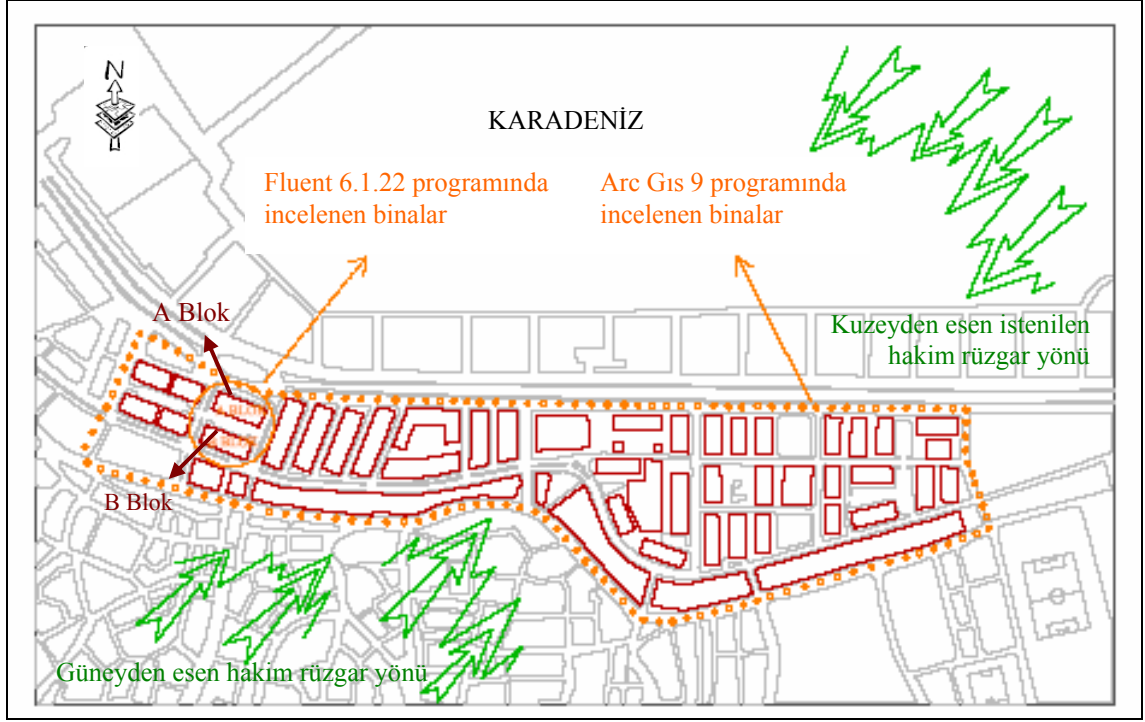 N
KARADENİZ
Fluent 6.1.22 programında
incelenen binalar
Arc Gıs 9 programında
incelenen binalar
Kuzeyden esen istenilen
hakim rüzgar yönü
A Blok
A BLOK
B Blok
Güneyden esen hakim rüzgar yönü